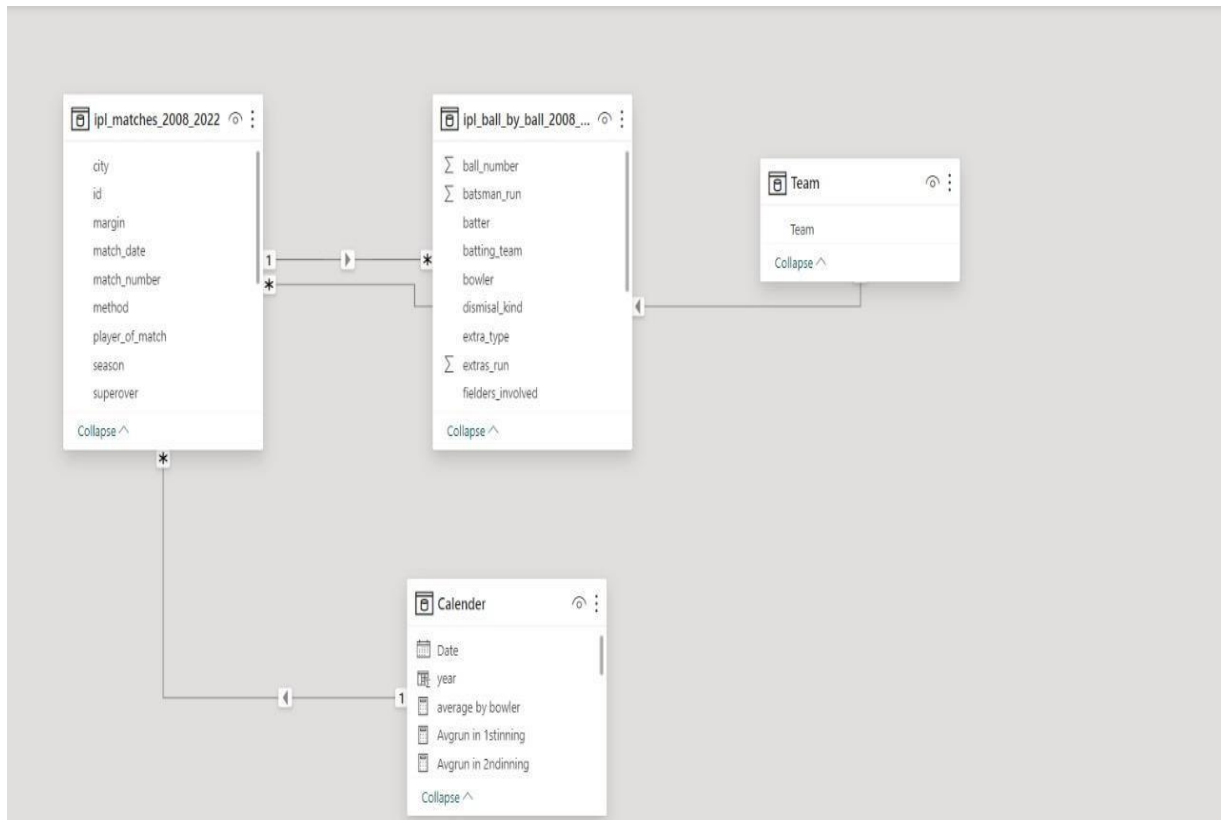 ipl_matches_2008_2022
city
id
margin
match_date
match_number
method
player_of_match
season
superover
Collapse
1
*
ipl_ball_by_ball_2008_...
Σ ball_number
Σ batsman_run
batter
batting_team
bowler
dismisal_kind
extra_type
Σ extras_run
fielders_involved
Collapse
*
Team
Team
Collapse
*
Calender
Date
year
average by bowler
Avgrun in 1stinning
Avgrun in 2ndinning
Collapse
1